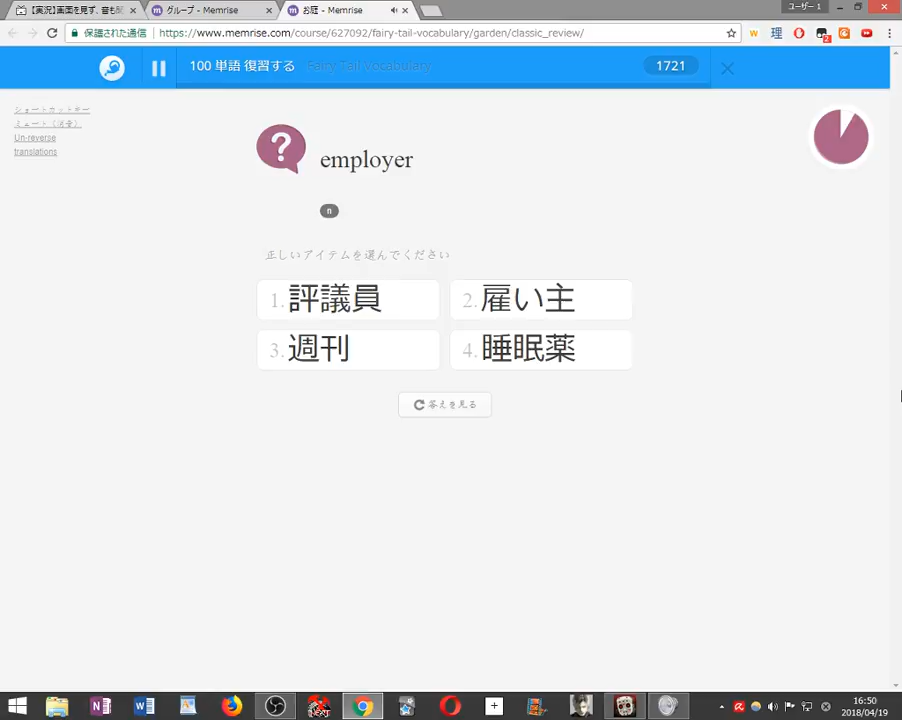 【実況】画面を見ず、音も
グループ - Memrise
お庭 - Memrise
ユーザー 1
保護された通信
https://www.memrise.com/course/627092/fairy-tail-vocabulary/garden/classic_review/
100 単語 復習する Fairy Tail Vocabulary
1721
ショートカットキー
ミュート（消音）
Un-reverse
translations
employer
n
正しいアイテムを選んでください
1. 評議員
2. 雇い主
3. 週刊
4. 睡眠薬
答えを見る
16:50
2018/04/19